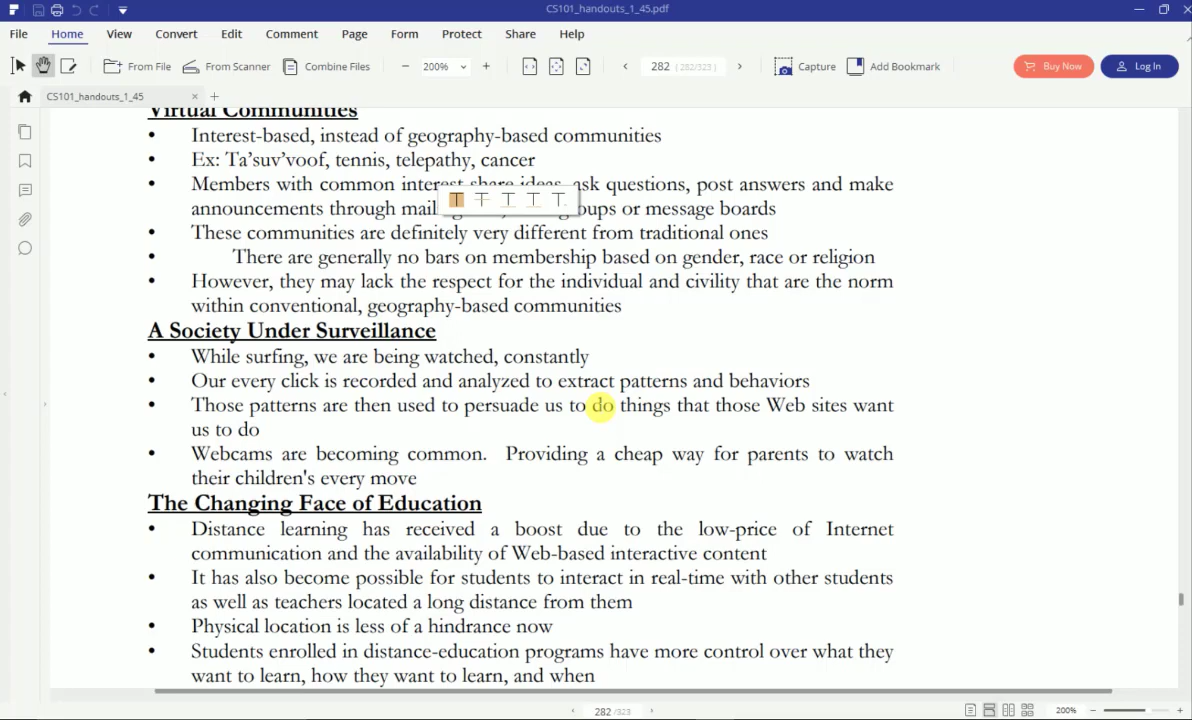 CS101_handouts_1_45.pdf
File Home View Convert Edit Comment Page Form Protect Share Help
From File From Scanner Combine Files 200% 282 (282/323) Capture Add Bookmark Buy Now Log In
CS101_handouts_1_45
Virtual Communities
• Interest-based, instead of geography-based communities
• Ex: Ta'suv'voof, tennis, telepathy, cancer
• Members with common interest share ideas, ask questions, post answers and make
announcements through mail groups or message boards
• These communities are definitely very different from traditional ones
• There are generally no bars on membership based on gender, race or religion
• However, they may lack the respect for the individual and civility that are the norm
within conventional, geography-based communities
A Society Under Surveillance
• While surfing, we are being watched, constantly
• Our every click is recorded and analyzed to extract patterns and behaviors
• Those patterns are then used to persuade us to do things that those Web sites want
us to do
• Webcams are becoming common. Providing a cheap way for parents to watch
their children's every move
The Changing Face of Education
• Distance learning has received a boost due to the low-price of Internet
communication and the availability of Web-based interactive content
• It has also become possible for students to interact in real-time with other students
as well as teachers located a long distance from them
• Physical location is less of a hindrance now
• Students enrolled in distance-education programs have more control over what they
want to learn, how they want to learn, and when
282 /323 200%